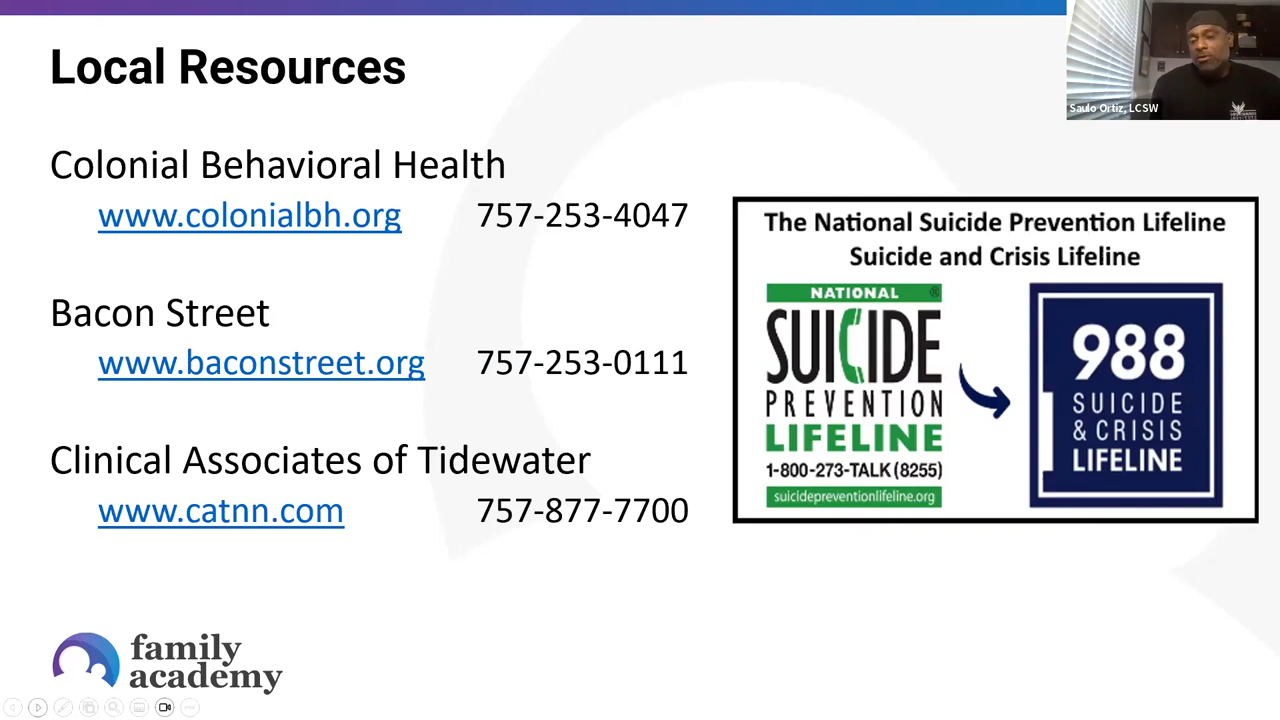 Local Resources
Saulo Ortiz, LCSW
Colonial Behavioral Health
www.colonialbh.org 757-253-4047
Bacon Street
www.baconstreet.org 757-253-0111
Clinical Associates of Tidewater
www.catnn.com 757-877-7700
The National Suicide Prevention Lifeline
Suicide and Crisis Lifeline
NATIONAL ®
SUICIDE
PREVENTION
LIFELINE
1-800-273-TALK (8255)
suicidepreventionlifeline.org
988
SUICIDE
& CRISIS
LIFELINE
family
academy